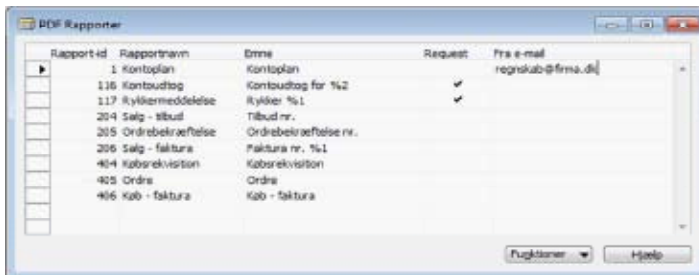 PDF Rapporter
Rapport-id Rapportnavn Emne Request Fra e-mail
1 Kontoplan Kontoplan regnskab@firma.dk
116 Kontoudtog Kontoudtog for %2 ✔
117 Rykkermeddelelse Rykker %1 ✔
204 Salg - tilbud Tilbud nr.
205 Ordrebekræftelse Ordrebekræftelse nr.
206 Salg - faktura Faktura nr. %1
404 Købsrekvisition Købsrekvisition
405 Ordre Ordre
406 Køb - faktura Køb - faktura
Funktioner Hjælp